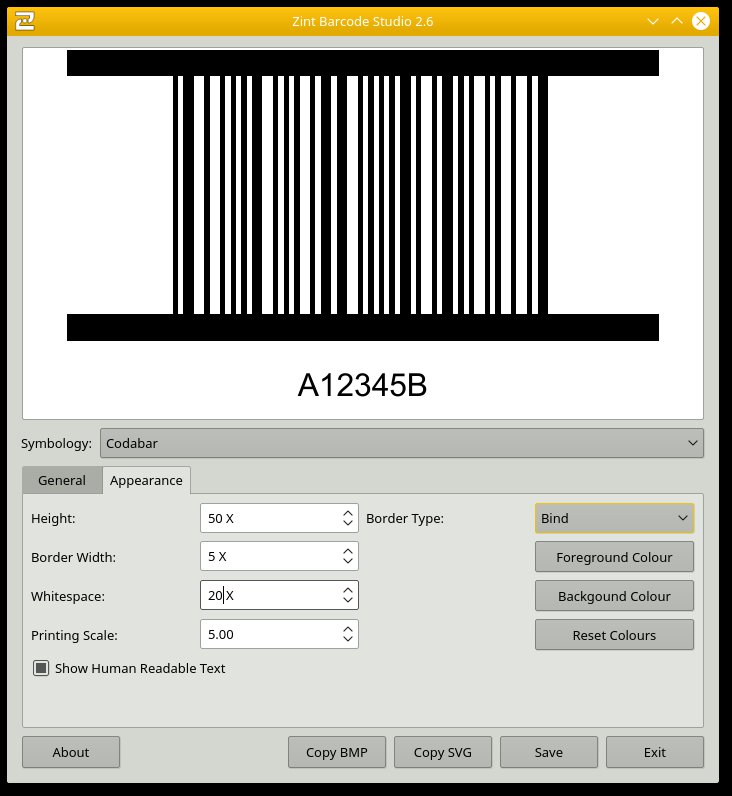 Zint Barcode Studio 2.6
A12345B
Symbology: Codabar
General Appearance
Height: 50 X Border Type: Bind
Border Width: 5 X Foreground Colour
Whitespace: 20 X Backgound Colour
Printing Scale: 5.00 Reset Colours
Show Human Readable Text
About Copy BMP Copy SVG Save Exit